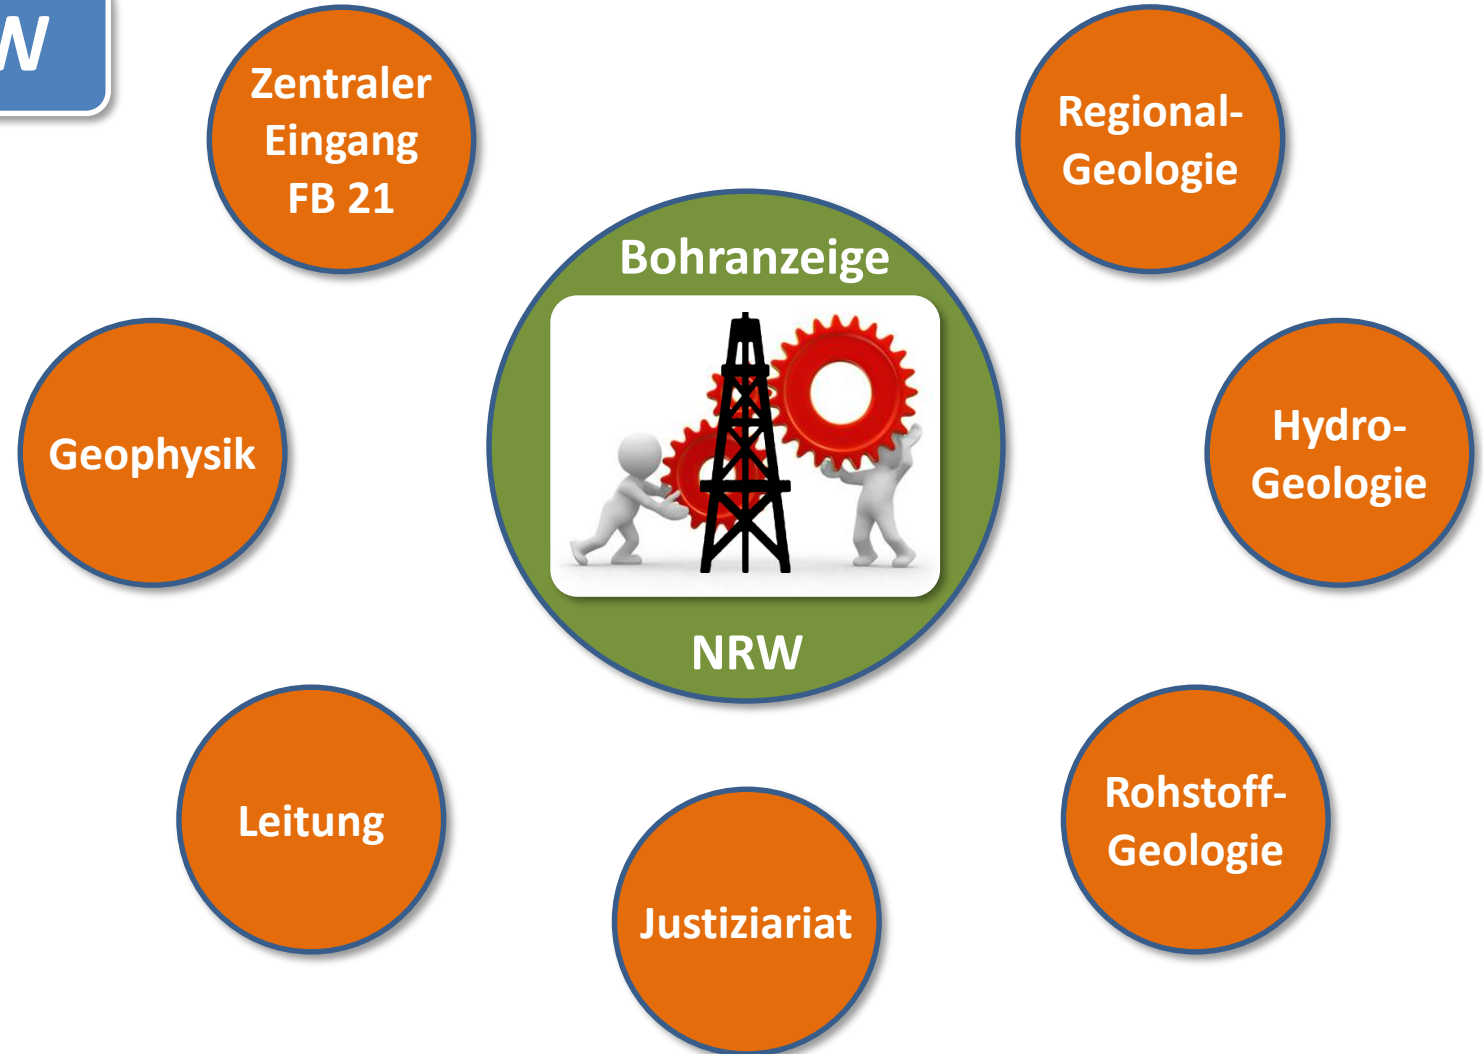 W
Zentraler
Eingang
FB 21
Regional-
Geologie
Bohranzeige
NRW
Geophysik
Hydro-
Geologie
Leitung
Rohstoff-
Geologie
Justiziariat